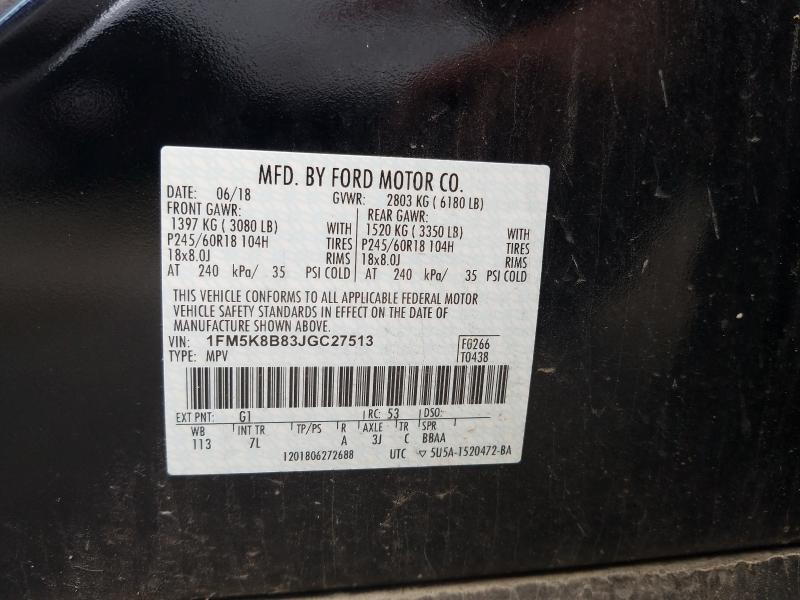 MFD. BY FORD MOTOR CO.
DATE: 06/18 GVWR: 2803 KG ( 6180 LB)
FRONT GAWR: REAR GAWR:
1397 KG ( 3080 LB) WITH 1520 KG ( 3350 LB) WITH
P245/60R18 104H TIRES P245/60R18 104H TIRES
18x8.0J RIMS 18x8.0J RIMS
AT 240 kPa/ 35 PSI COLD AT 240 kPa/ 35 PSI COLD
THIS VEHICLE CONFORMS TO ALL APPLICABLE FEDERAL MOTOR
VEHICLE SAFETY STANDARDS IN EFFECT ON THE DATE OF
MANUFACTURE SHOWN ABOVE.
VIN: 1FM5K8B83JGC27513 FG266
TYPE: MPV T0438
EXT PNT: G1 RC: 53 DSO:
WB INT TR TP/PS R AXLE TR SPR
113 7L A 3J C BBAA
1201806272688 UTC ▽ 5U5A-1520472-BA